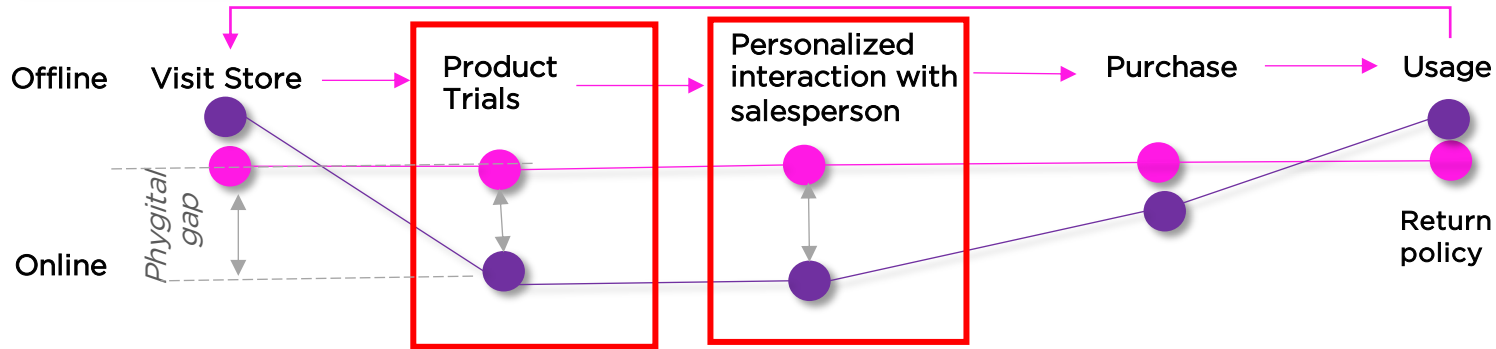 Offline
Visit Store
Product
Trials
Personalized
interaction with
salesperson
Purchase
Usage
Phygital
gap
Online
Return
policy